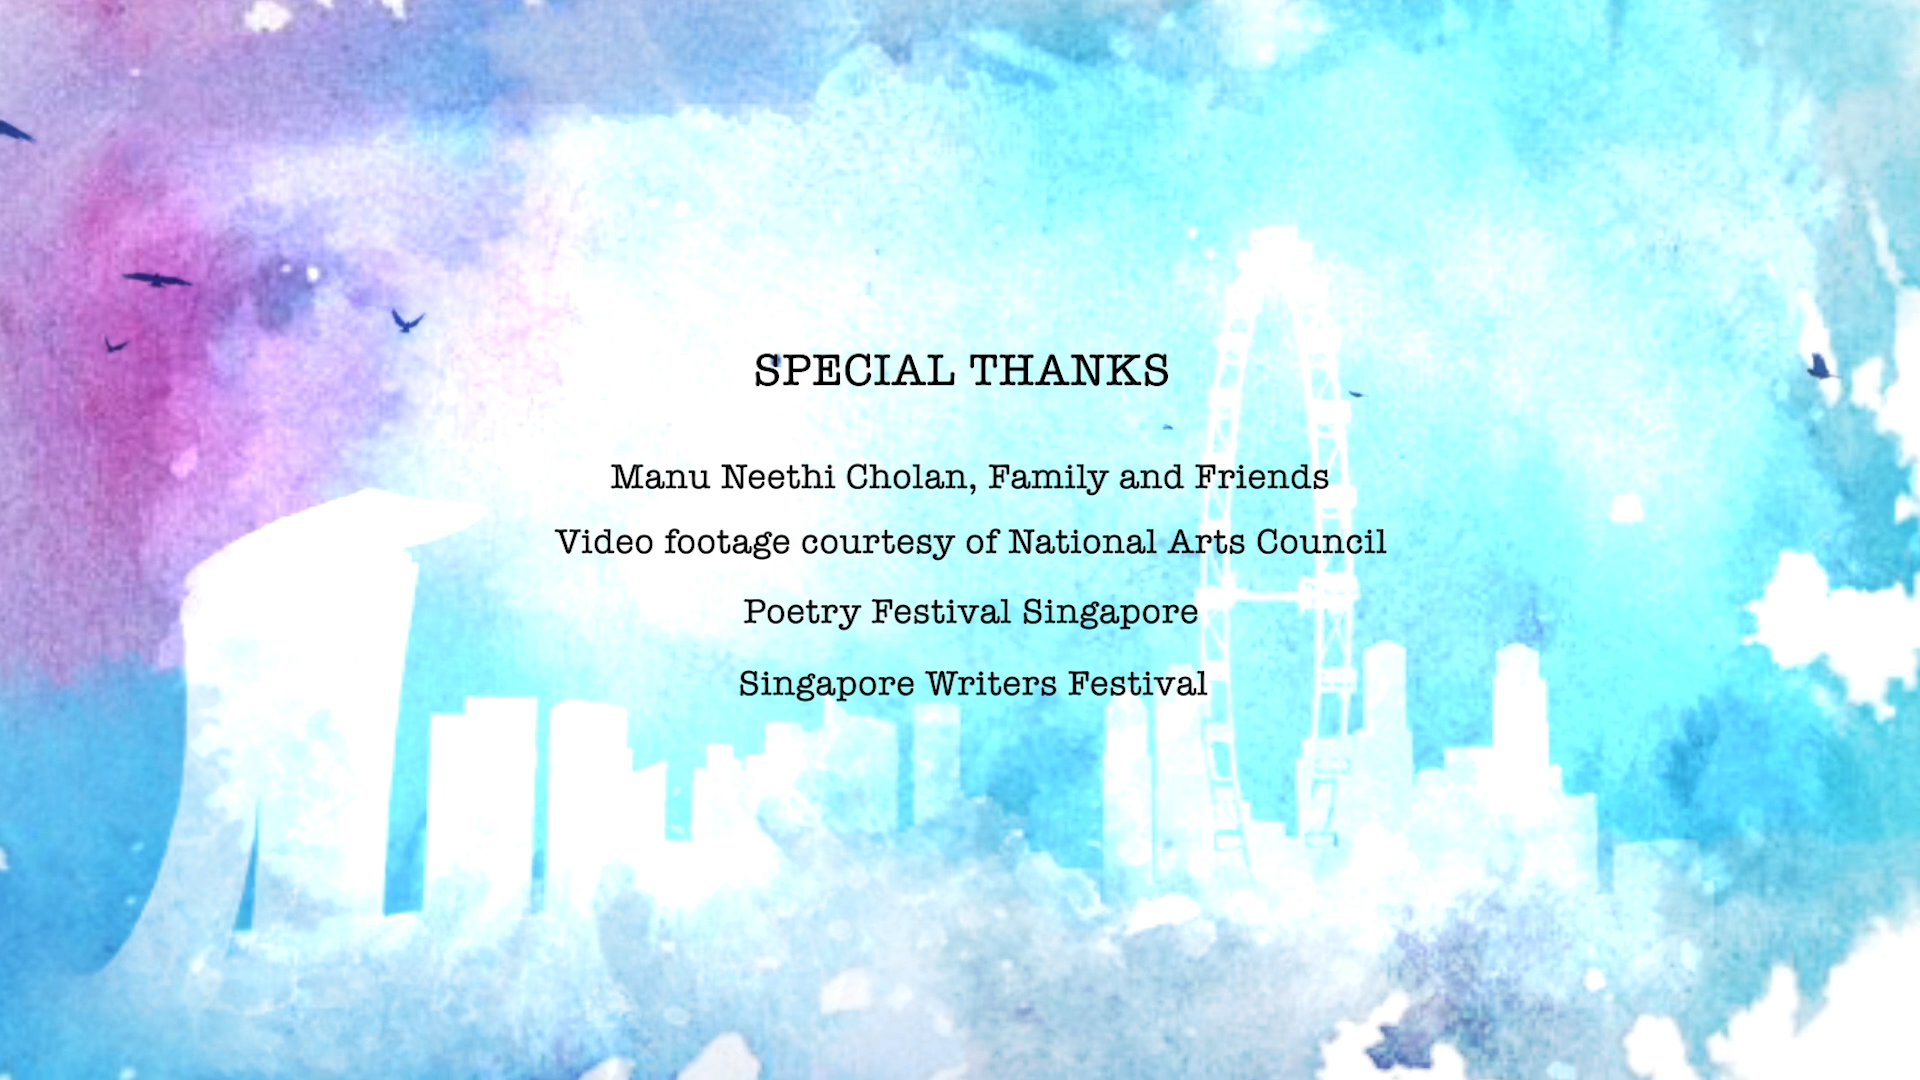 SPECIAL THANKS
Manu Neethi Cholan, Family and Friends
Video footage courtesy of National Arts Council
Poetry Festival Singapore
Singapore Writers Festival